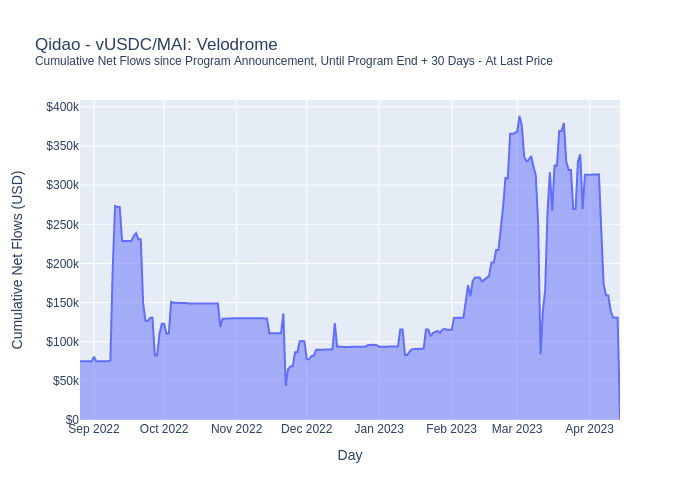 Qidao - vUSDC/MAI: Velodrome
Cumulative Net Flows since Program Announcement, Until Program End + 30 Days - At Last Price
Cumulative Net Flows (USD)
$400k
$350k
$300k
$250k
$200k
$150k
$100k
$50k
$0
Sep 2022 Oct 2022 Nov 2022 Dec 2022 Jan 2023 Feb 2023 Mar 2023 Apr 2023
Day